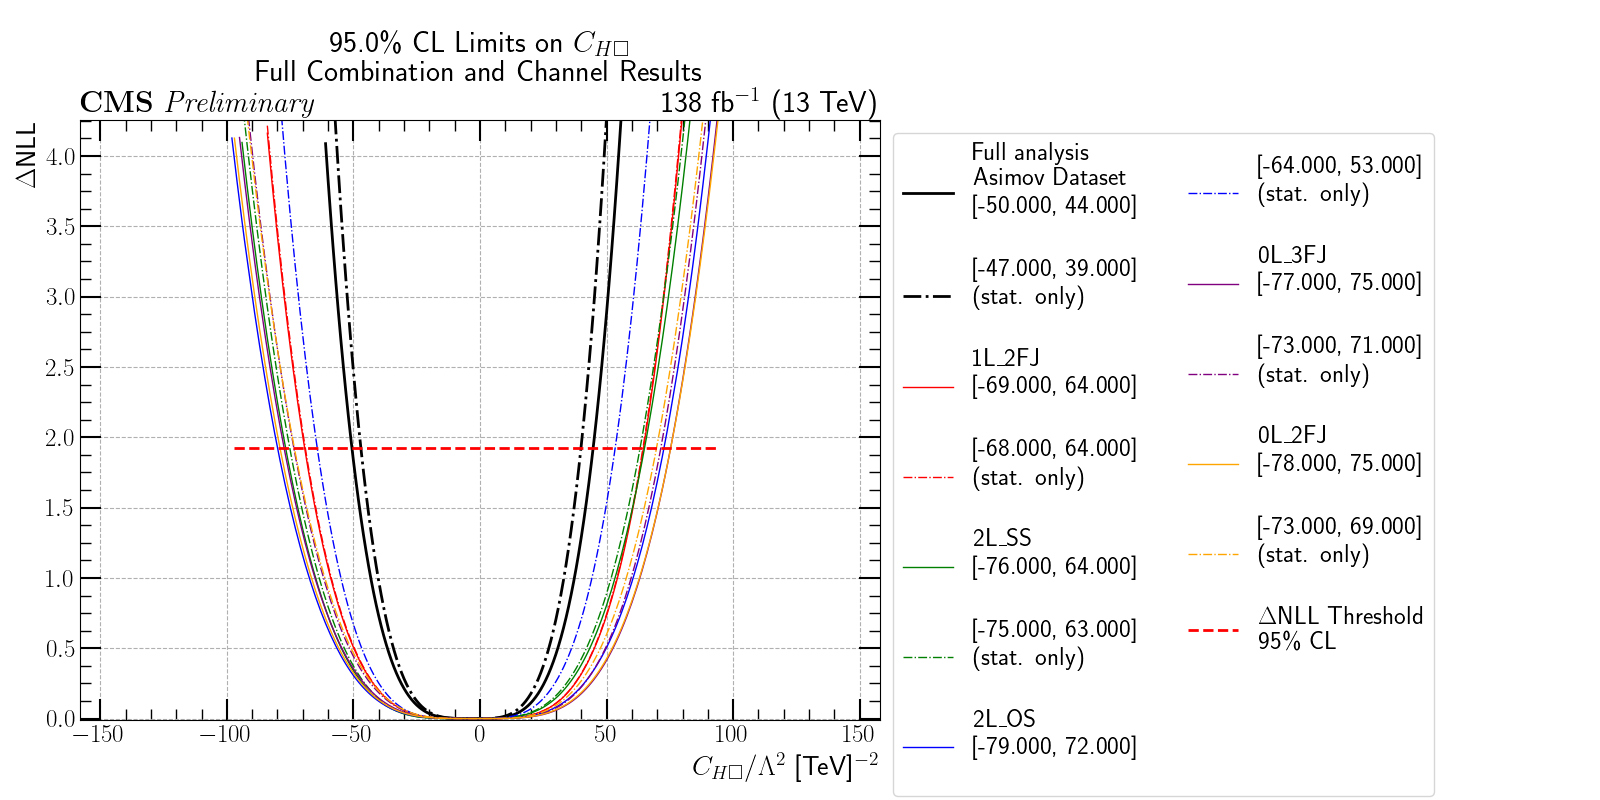 95.0% CL Limits on C_{H□}
Full Combination and Channel Results
CMS Preliminary
138 fb⁻¹ (13 TeV)
ΔNLL
4.0
3.5
3.0
2.5
2.0
1.5
1.0
0.5
0.0
−150 −100 −50 0 50 100 150
C_{H□}/Λ² [TeV]⁻²
Full analysis
Asimov Dataset
[-50.000, 44.000]
[-47.000, 39.000]
(stat. only)
1L_2FJ
[-69.000, 64.000]
[-68.000, 64.000]
(stat. only)
2L_SS
[-76.000, 64.000]
[-75.000, 63.000]
(stat. only)
2L_OS
[-79.000, 72.000]
[-64.000, 53.000]
(stat. only)
0L_3FJ
[-77.000, 75.000]
[-73.000, 71.000]
(stat. only)
0L_2FJ
[-78.000, 75.000]
[-73.000, 69.000]
(stat. only)
ΔNLL Threshold
95% CL